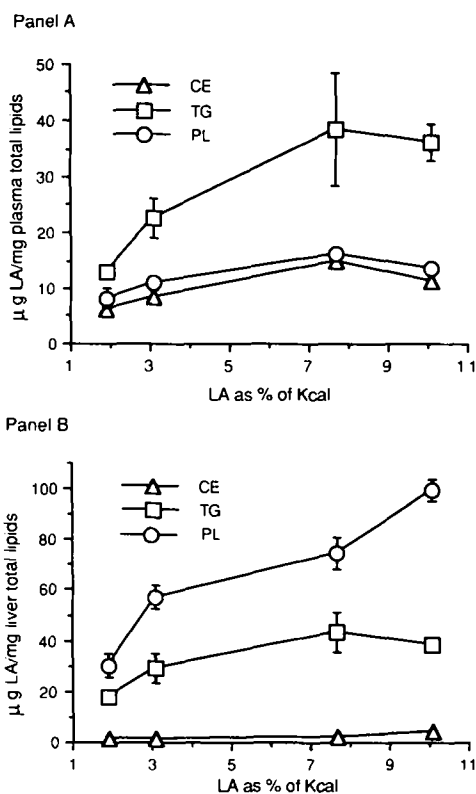 Panel A
μ g LA/mg plasma total lipids
50
40
30
20
10
0
CE
TG
PL
1 3 5 7 9 11
LA as % of Kcal
Panel B
μ g LA/mg liver total lipids
100
80
60
40
20
0
CE
TG
PL
1 3 5 7 9 11
LA as % of Kcal